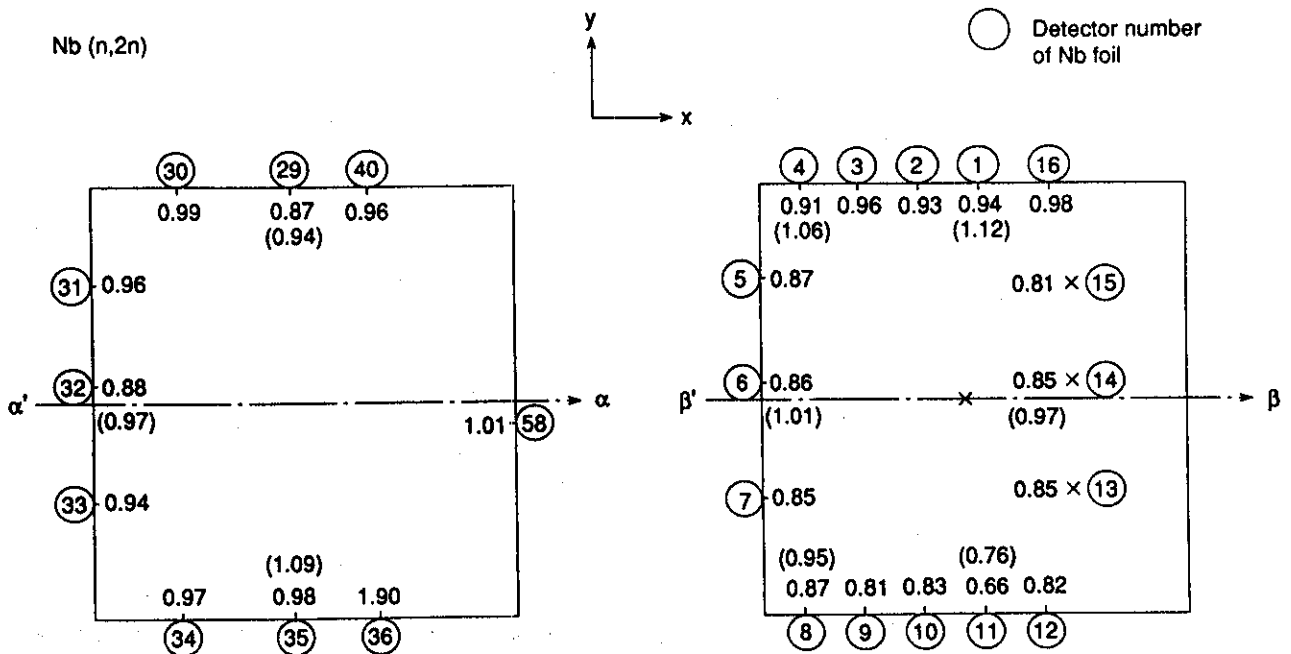 Nb (n,2n)
y
x
Detector number
of Nb foil
30 29 40
0.99 0.87 0.96
(0.94)
31 0.96
32 0.88
α' α
(0.97)
1.01 58
33 0.94
(1.09)
0.97 0.98 1.90
34 35 36
4 3 2 1 16
0.91 0.96 0.93 0.94 0.98
(1.06) (1.12)
5 0.87 0.81 × 15
6 0.86 0.85 × 14
β' × β
(1.01) (0.97)
7 0.85 0.85 × 13
(0.95) (0.76)
0.87 0.81 0.83 0.66 0.82
8 9 10 11 12